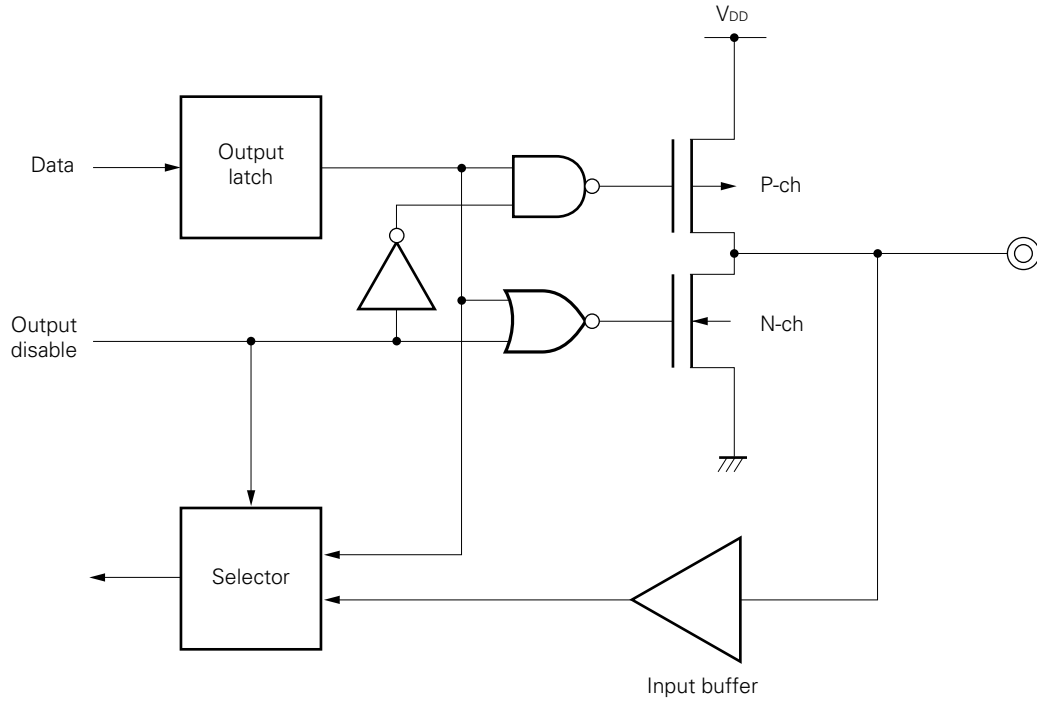 VDD
Data
Output
latch
P-ch
Output
disable
N-ch
Selector
Input buffer